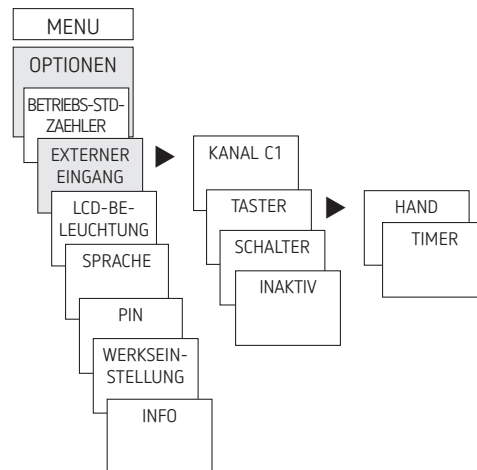 MENU
OPTIONEN
BETRIEBS-STD-
ZAEHLER
EXTERNER
EINGANG
LCD-BE-
LEUCHTUNG
SPRACHE
PIN
WERKSEIN-
STELLUNG
INFO
KANAL C1
TASTER
SCHALTER
INAKTIV
HAND
TIMER